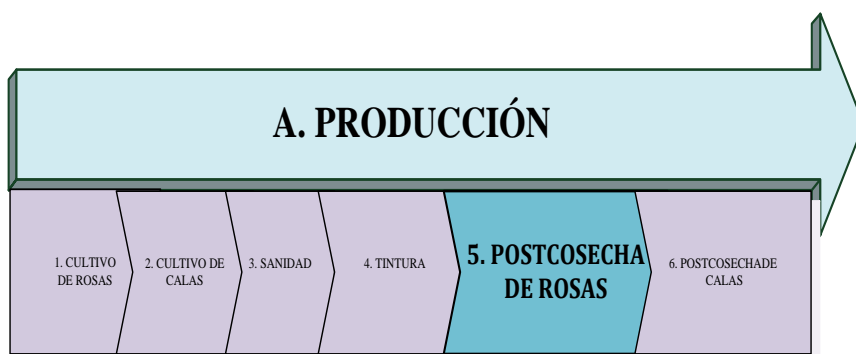 A. PRODUCCIÓN
1. CULTIVO
DE ROSAS
2. CULTIVO DE
CALAS
3. SANIDAD
4. TINTURA
5. POSTCOSECHA
DE ROSAS
6. POSTCOSECHADE
CALAS